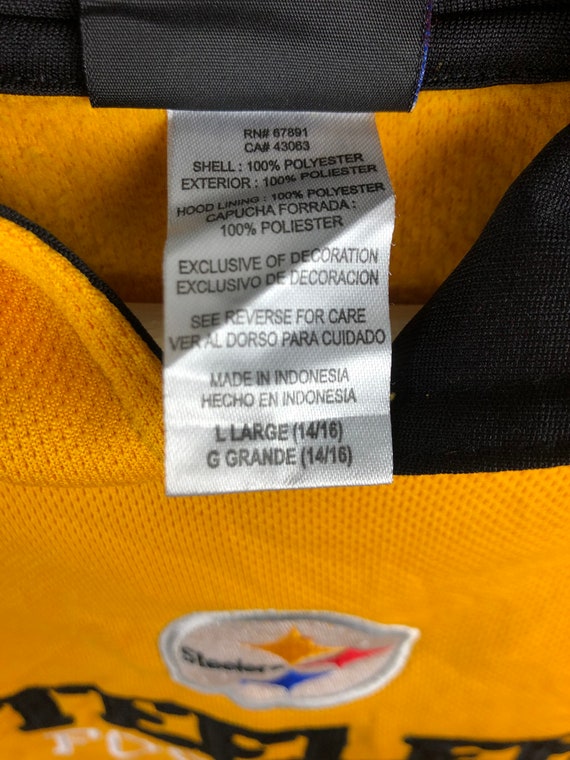 RN# 67891
CA# 43063
SHELL : 100% POLYESTER
EXTERIOR : 100% POLIESTER
HOOD LINING : 100% POLYESTER
CAPUCHA FORRADA :
100% POLIESTER
EXCLUSIVE OF DECORATION
EXCLUSIVO DE DECORACION
SEE REVERSE FOR CARE
VER AL DORSO PARA CUIDADO
MADE IN INDONESIA
HECHO EN INDONESIA
L LARGE (14/16)
G GRANDE (14/16)
Steelers